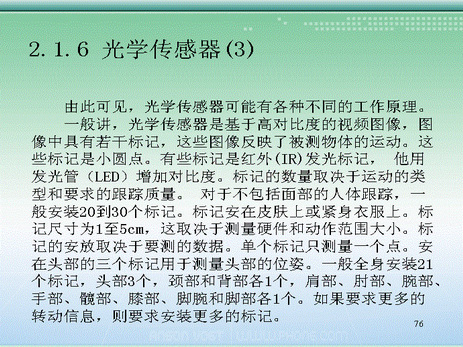 2.1.6 光学传感器(3)
由此可见，光学传感器可能有各种不同的工作原理。
一般讲，光学传感器是基于高对比度的视频图像，图
像中具有若干标记，这些图像反映了被测物体的运动。这
些标记是小圆点。有些标记是红外(IR)发光标记， 他用
发光管（LED）增加对比度。标记的数量取决于运动的类
型和要求的跟踪质量。 对于不包括面部的人体跟踪，一
般安装20到30个标记。标记安在皮肤上或紧身衣服上。标
记尺寸为1至5cm，这取决于测量硬件和动作范围大小。标
记的安放取决于要测的数据。单个标记只测量一个点。安
在头部的三个标记用于测量头部的位姿。一般全身安装21
个标记，头部3个，颈部和背部各1个，肩部、肘部、腕部、
手部、髋部、膝部、脚腕和脚部各1个。如果要求更多的
转动信息，则要求安装更多的标记。
76